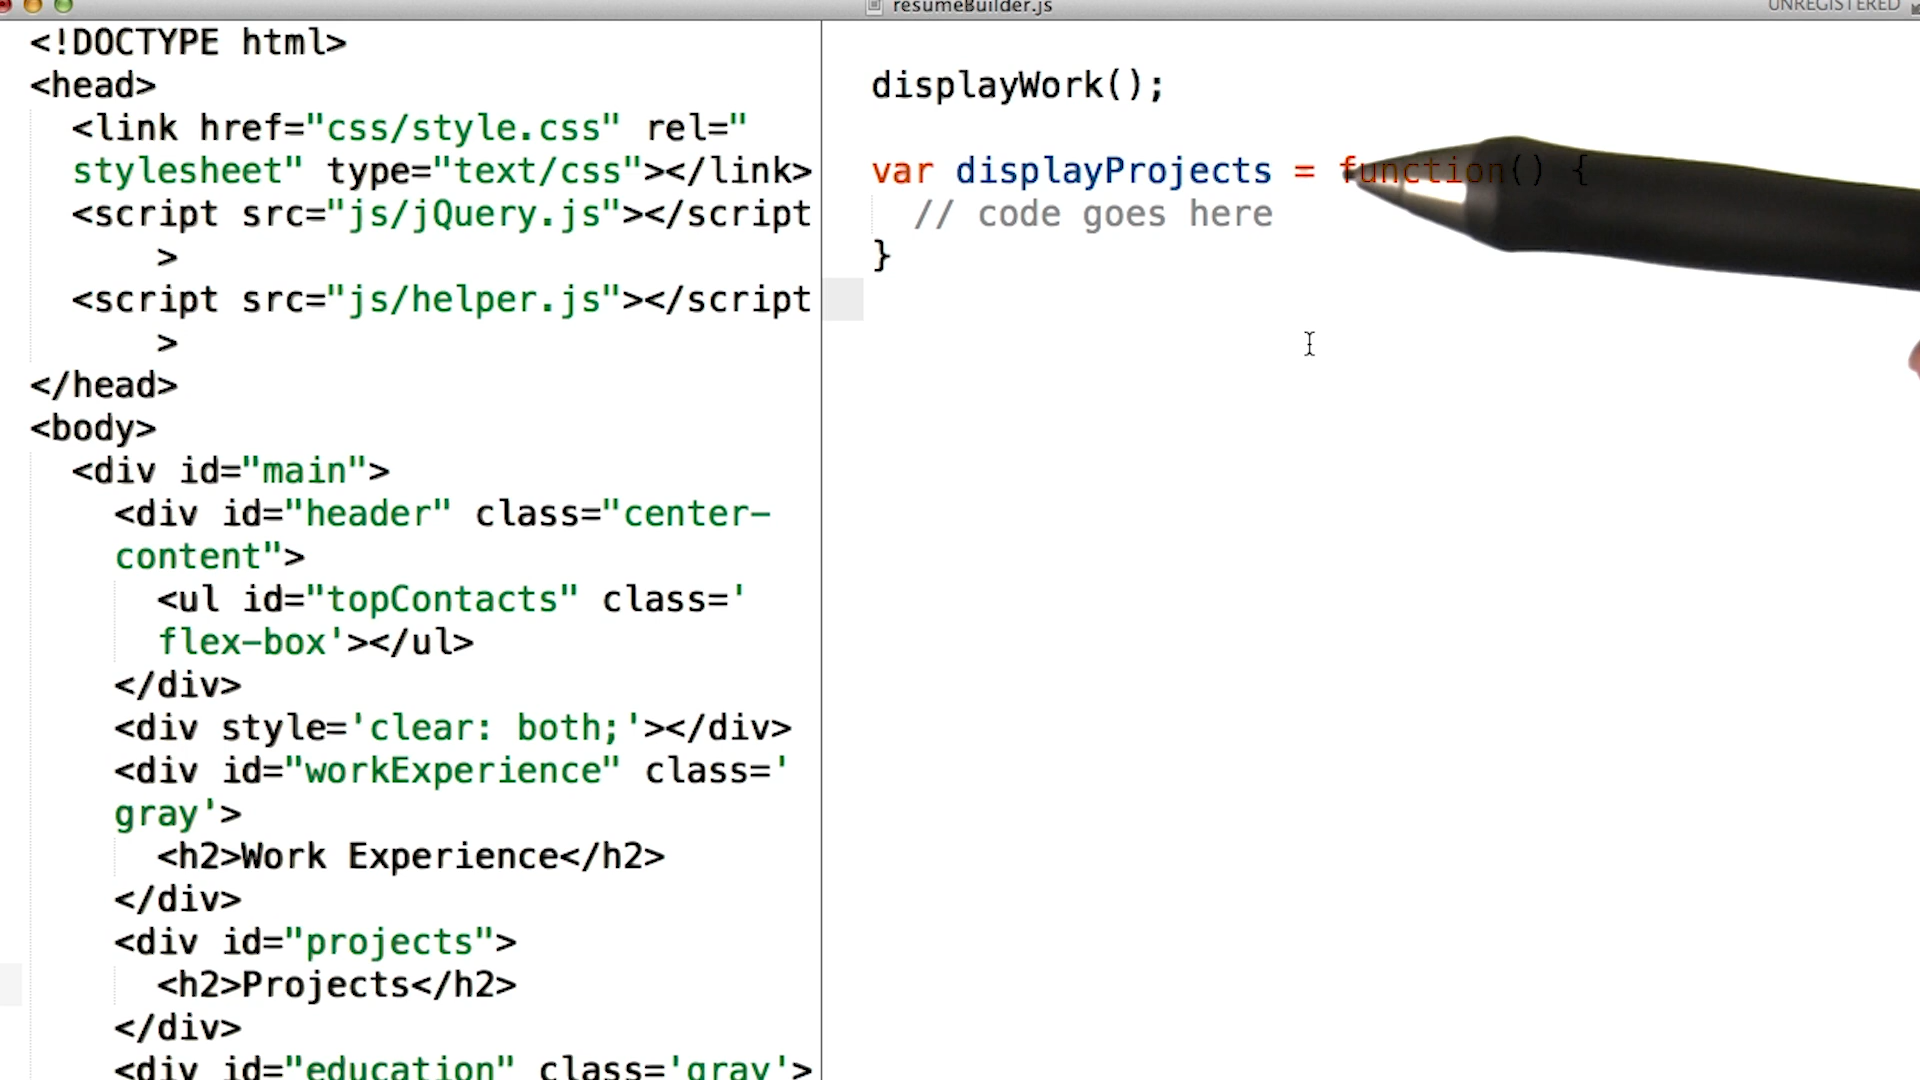 resumeBuilder.js
UNREGISTERED
<!DOCTYPE html>
<head>
<link href="css/style.css" rel="
stylesheet" type="text/css"></link>
<script src="js/jQuery.js"></script
>
<script src="js/helper.js"></script
>
</head>
<body>
<div id="main">
<div id="header" class="center-
content">
<ul id="topContacts" class='
flex-box'></ul>
</div>
<div style='clear: both;'></div>
<div id="workExperience" class='
gray'>
<h2>Work Experience</h2>
</div>
<div id="projects">
<h2>Projects</h2>
</div>
<div id="education" class='gray'>
displayWork();
var displayProjects = function() {
// code goes here
}